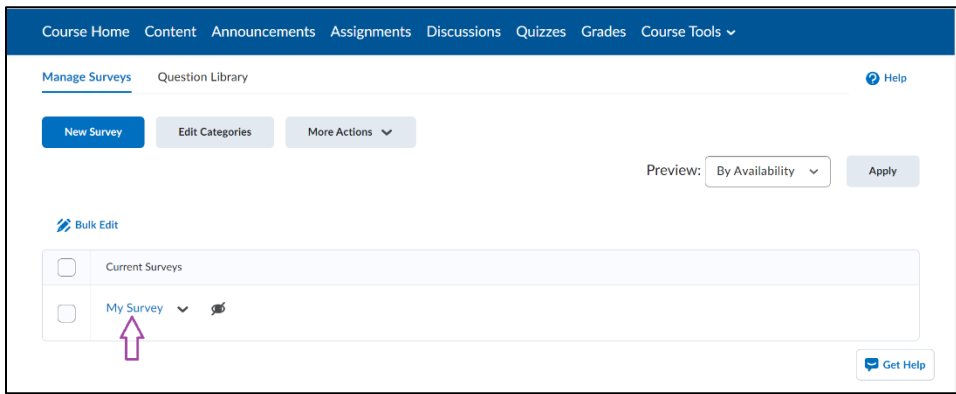 Course Home Content Announcements Assignments Discussions Quizzes Grades Course Tools
Manage Surveys Question Library Help
New Survey Edit Categories More Actions
Preview: By Availability Apply
Bulk Edit
Current Surveys
My Survey
Get Help